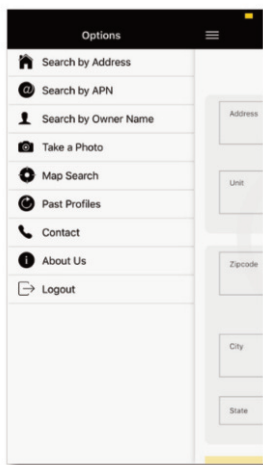 Options
Search by Address
@ Search by APN
Search by Owner Name
Take a Photo
Map Search
Past Profiles
Contact
About Us
Logout
Address
Unit
Zipcode
City
State